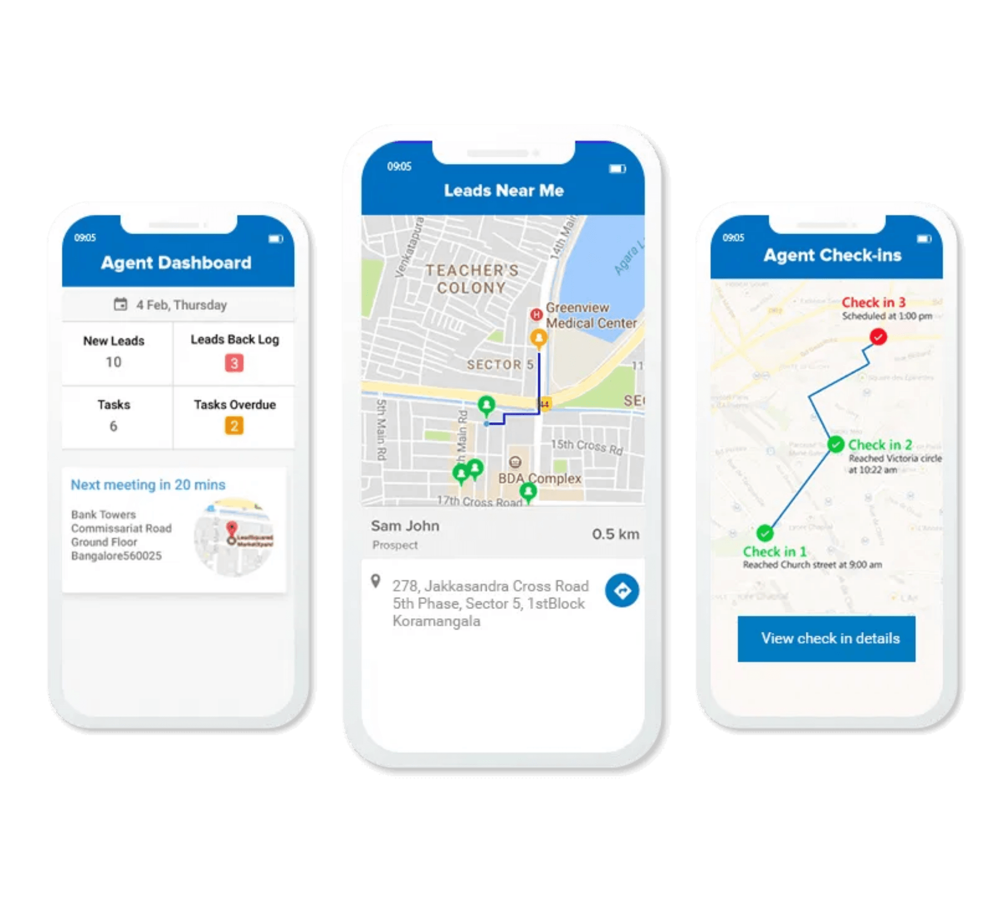 09:05
Agent Dashboard
4 Feb, Thursday
New Leads
10
Leads Back Log
3
Tasks
6
Tasks Overdue
2
Next meeting in 20 mins
Bank Towers
Commissariat Road
Ground Floor
Bangalore560025
LeadSquared
09:05
Leads Near Me
Venkatapura
14th Main
Agara L
TEACHER'S
COLONY
H
Greenview
Medical Center
SECTOR 5
11
44
SE
5th Main Rd
th Main Rd
15th Cross Rd
BDA Complex
17th Cross Road
Sam John
Prospect
0.5 km
278, Jakkasandra Cross Road
5th Phase, Sector 5, 1stBlock
Koramangala
09:05
Agent Check-ins
Check in 3
Scheduled at 1:00 pm
Square des Épinettes
Check in 2
Reached Victoria circle
at 10:22 am
Check in 1
Reached Church street at 9:00 am
View check in details